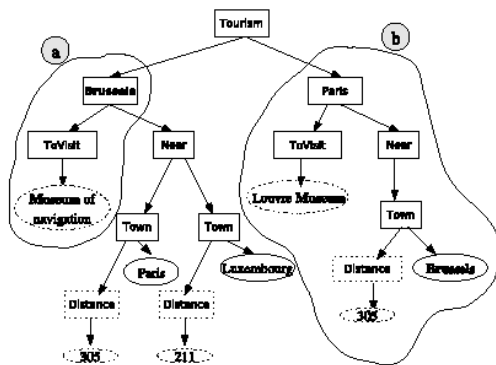 Tourism
a
b
Brussels
Paris
ToVisit
Near
ToVisit
Near
Museum of
navigation
Louvre Museum
Town
Town
Town
Paris
Luxembourg
Distance
Brussels
Distance
Distance
305
305
211